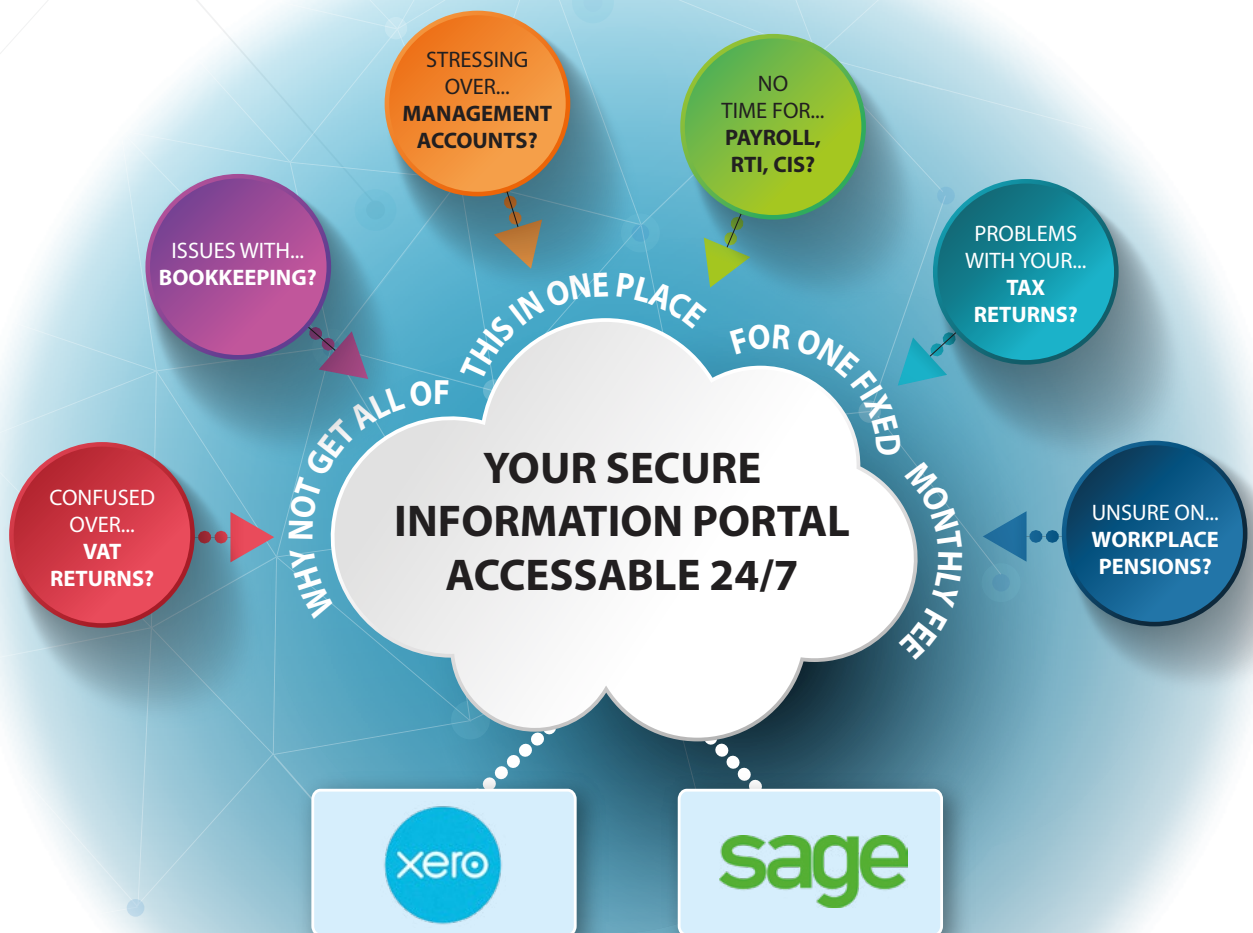 STRESSING
OVER...
MANAGEMENT
ACCOUNTS?
NO
TIME FOR...
PAYROLL,
RTI, CIS?
ISSUES WITH...
BOOKKEEPING?
PROBLEMS
WITH YOUR...
TAX
RETURNS?
CONFUSED
OVER...
VAT
RETURNS?
UNSURE ON...
WORKPLACE
PENSIONS?
WHY NOT GET ALL OF THIS IN ONE PLACE FOR ONE FIXED MONTHLY FEE
YOUR SECURE
INFORMATION PORTAL
ACCESSABLE 24/7
xero
sage